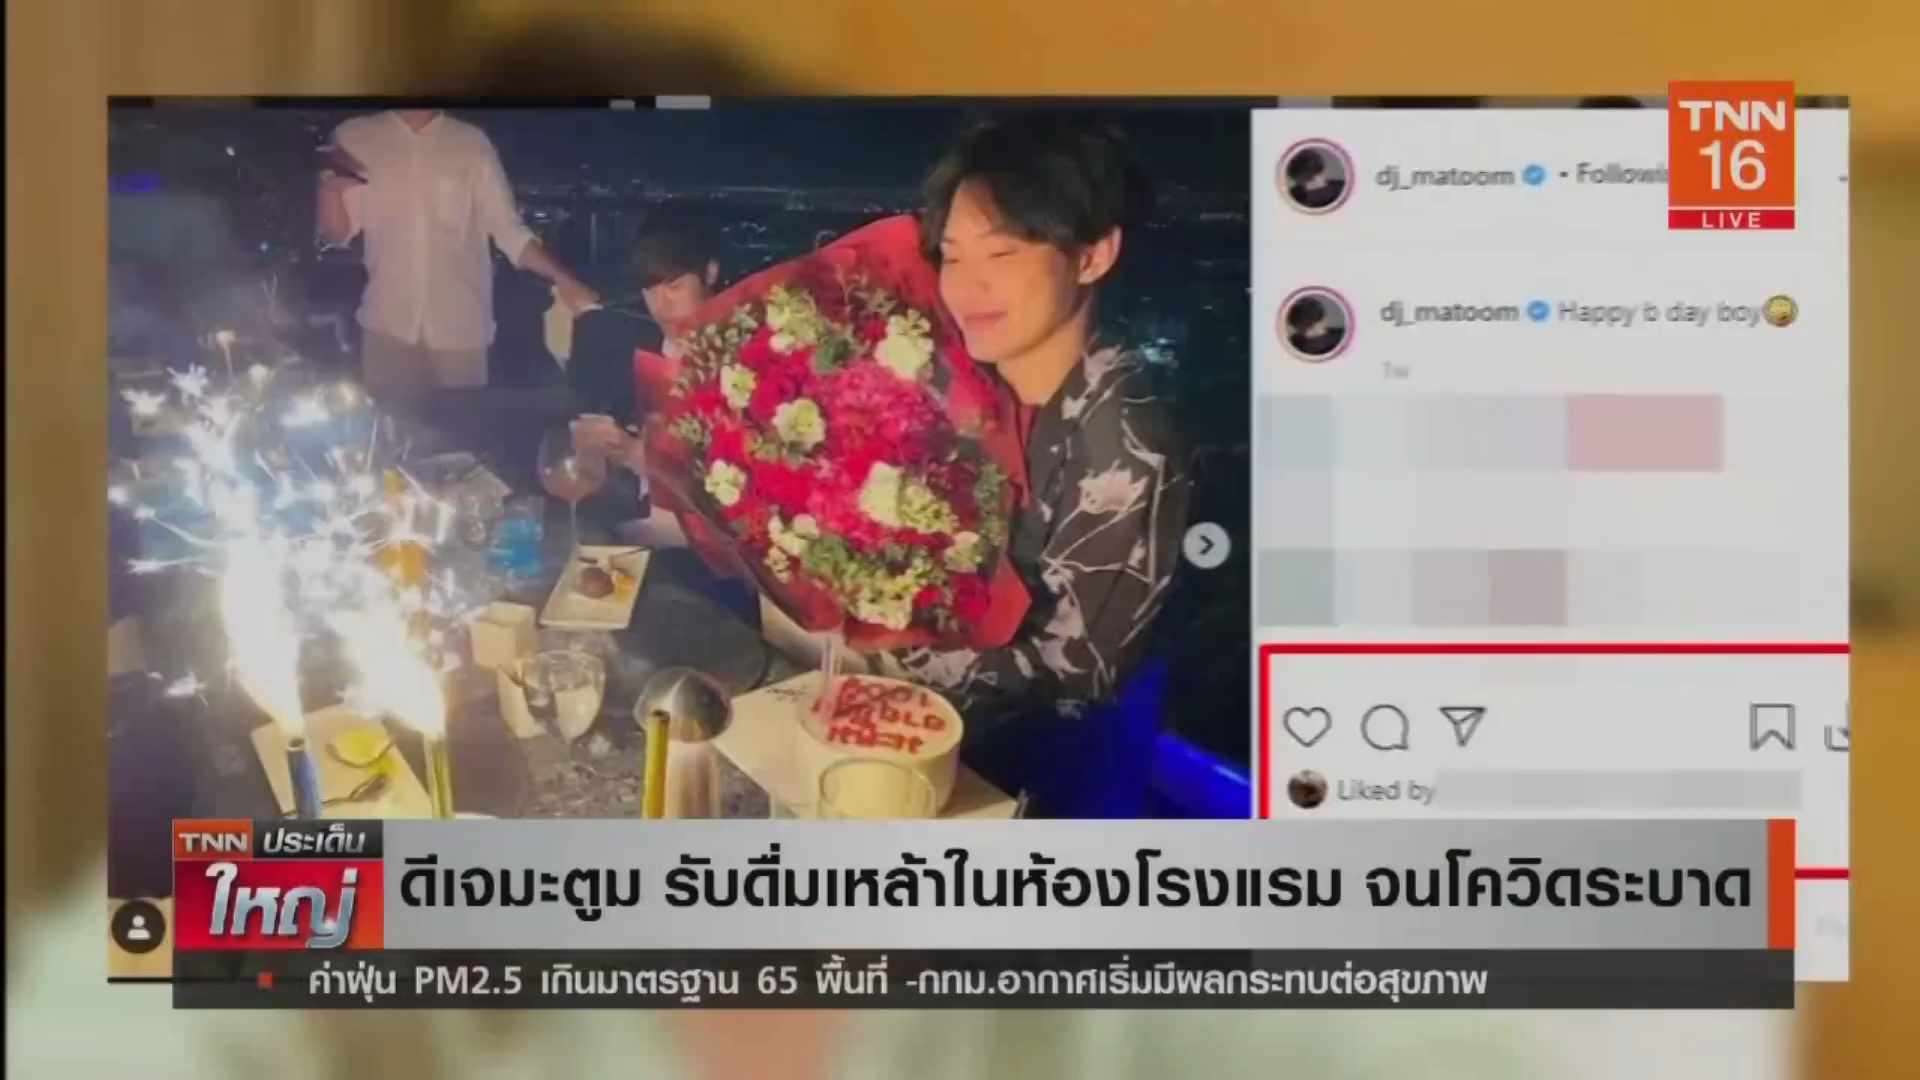 TNN
16
LIVE
dj_matoom • Followi
dj_matoom Happy b day boy
1w
Liked by
TNN ประเด็น
ใหญ่
ดีเจมะตูม รับดื่มเหล้าในห้องโรงแรม จนโควิดระบาด
ค่าฝุ่น PM2.5 เกินมาตรฐาน 65 พื้นที่ -กทม.อากาศเริ่มมีผลกระทบต่อสุขภาพ